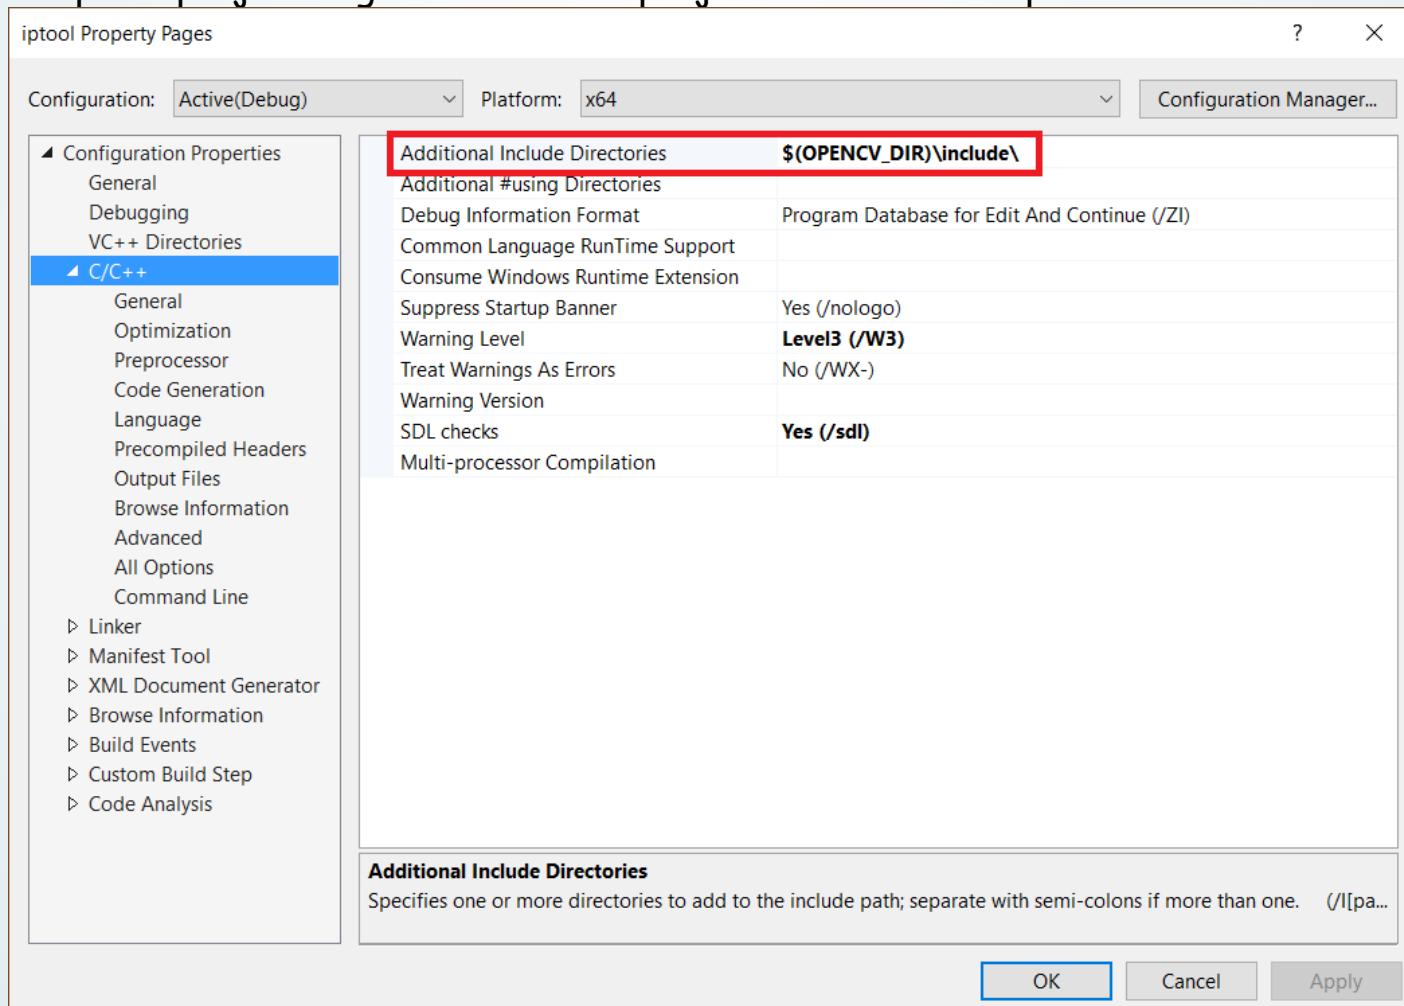 iptool Property Pages
?
Configuration: Active(Debug) Platform: x64 Configuration Manager...
Configuration Properties
General
Debugging
VC++ Directories
C/C++
General
Optimization
Preprocessor
Code Generation
Language
Precompiled Headers
Output Files
Browse Information
Advanced
All Options
Command Line
Linker
Manifest Tool
XML Document Generator
Browse Information
Build Events
Custom Build Step
Code Analysis
Additional Include Directories $(OPENCV_DIR)\include\
Additional #using Directories
Debug Information Format Program Database for Edit And Continue (/ZI)
Common Language RunTime Support
Consume Windows Runtime Extension
Suppress Startup Banner Yes (/nologo)
Warning Level Level3 (/W3)
Treat Warnings As Errors No (/WX-)
Warning Version
SDL checks Yes (/sdl)
Multi-processor Compilation
Additional Include Directories
Specifies one or more directories to add to the include path; separate with semi-colons if more than one. (/I[pa...
OK Cancel Apply